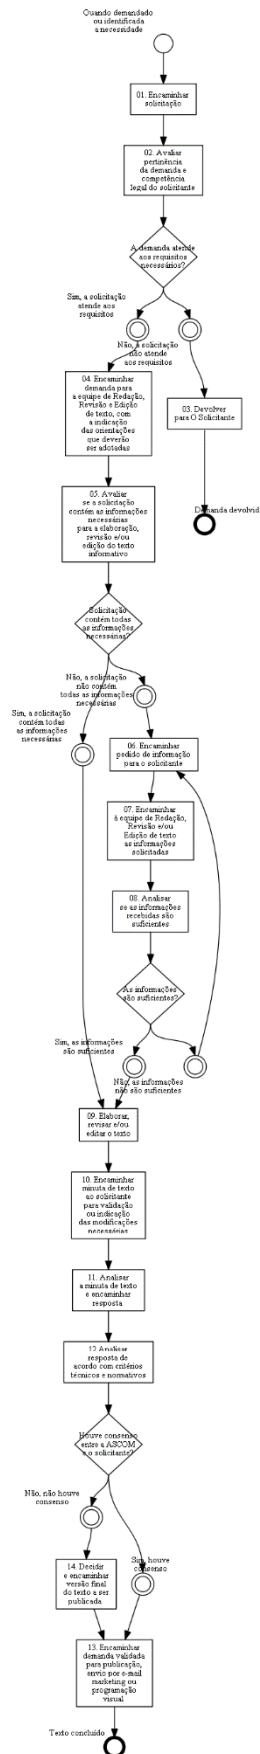 Quando demandado
ou identificada
a necessidade
01. Encaminhar
solicitação
02. Avaliar
pertinência
da demanda e
competência
legal do solicitante
A demanda atende
aos requisitos
necessários?
Sim, a solicitação
atende aos
requisitos
Não, a solicitação
não atende
aos requisitos
04. Encaminhar
demanda para
a equipe de Redação,
Revisão e Edição
de texto, com
a indicação
das orientações
que deverão
ser adotadas
03. Devolver
para O Solicitante
Demanda devolvid
05. Avaliar
se a solicitação
contém as informações
necessárias
para a elaboração,
revisão e/ou
edição do texto
informativo
Solicitação
contém todas
as informações
necessárias?
Não, a solicitação
não contém
todas as informações
necessárias
Sim, a solicitação
contém todas
as informações
necessárias
06. Encaminhar
pedido de informação
para o solicitante
07. Encaminhar
à equipe de Redação,
Revisão e/ou
Edição de texto
as informações
solicitadas
08. Analisar
se as informações
recebidas são
suficientes
As informações
são suficientes?
Sim, as informações
são suficientes
Não, as informações
não são suficientes
09. Elaborar,
revisar e/ou
editar o texto
10. Encaminhar
minuta de texto
ao solicitante
para validação
ou indicação
das modificações
necessárias
11. Analisar
a minuta de texto
e encaminhar
resposta
12. Analisar
resposta de
acordo com critérios
técnicos e normativos
Houve consenso
entre a ASCOM
e o solicitante?
Não, não houve
consenso
Sim, houve
consenso
14. Decidir
e encaminhar
versão final
do texto a ser
publicada
13. Encaminhar
demanda validada
para publicação,
envio por e-mail
marketing ou
programação
visual
Texto concluído